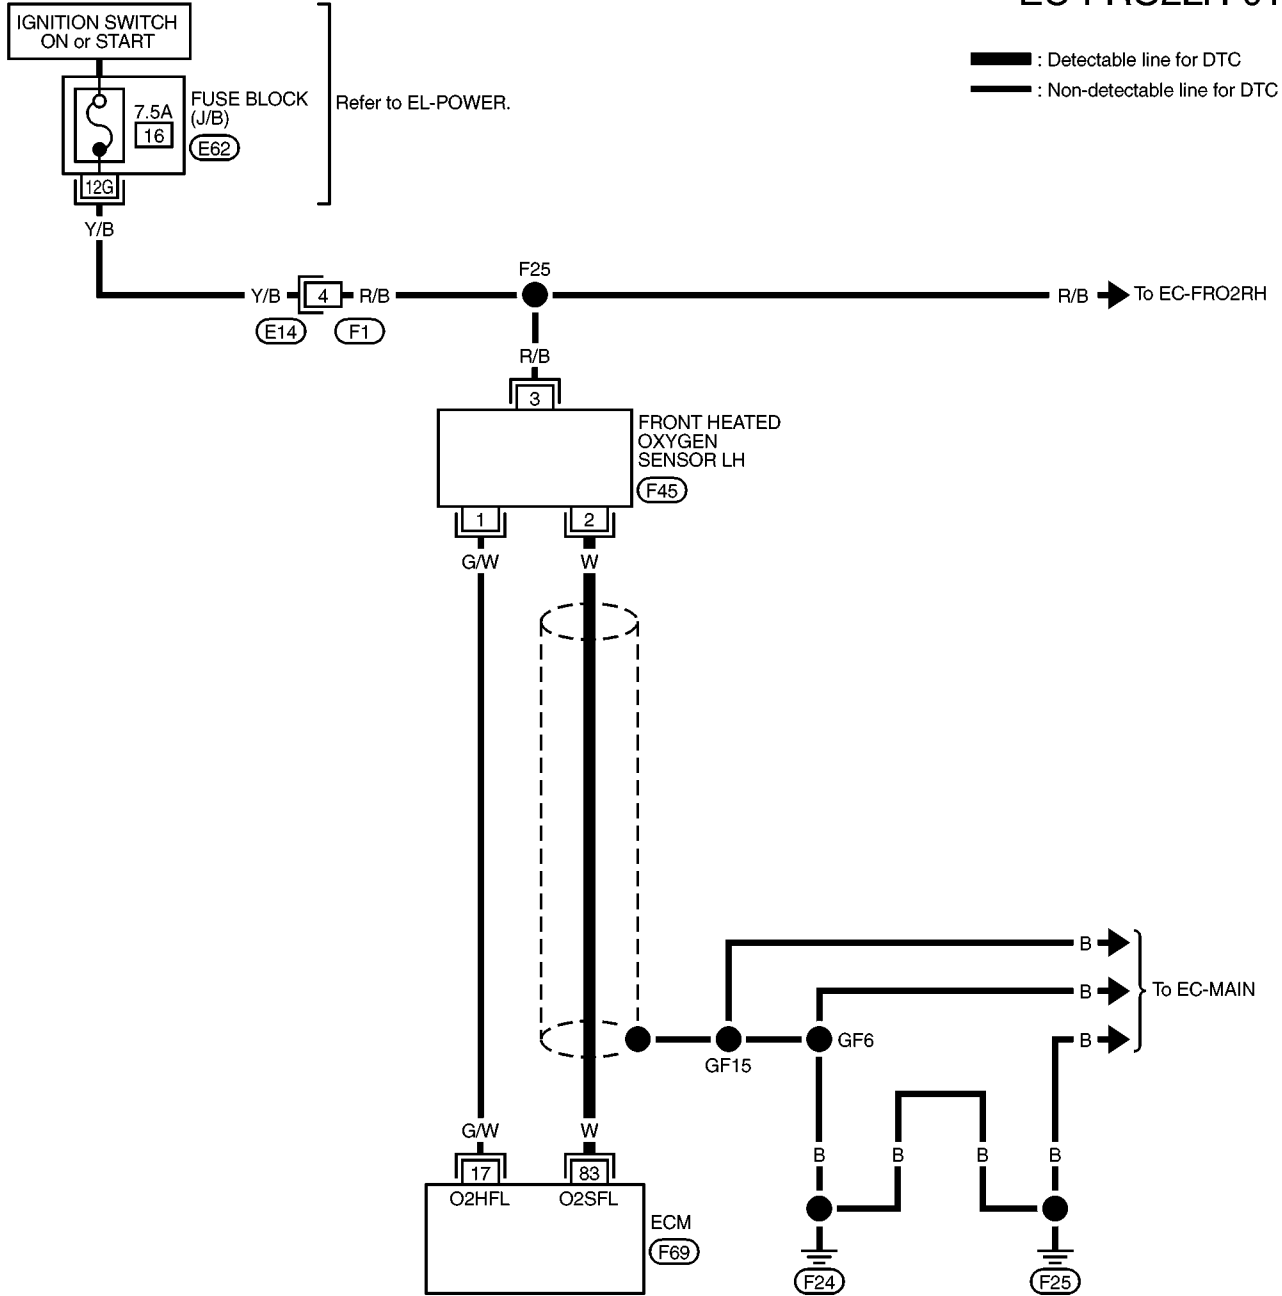 IGNITION SWITCH
ON or START
7.5A
16
FUSE BLOCK
(J/B)
E62
Refer to EL-POWER.
: Detectable line for DTC
: Non-detectable line for DTC
12G
Y/B
Y/B
4
R/B
E14
F1
F25
R/B
To EC-FRO2RH
R/B
3
FRONT HEATED
OXYGEN
SENSOR LH
F45
1
2
G/W
W
B
B
To EC-MAIN
B
GF15
GF6
G/W
W
B
B
B
B
17
83
O2HFL
O2SFL
ECM
F69
F24
F25